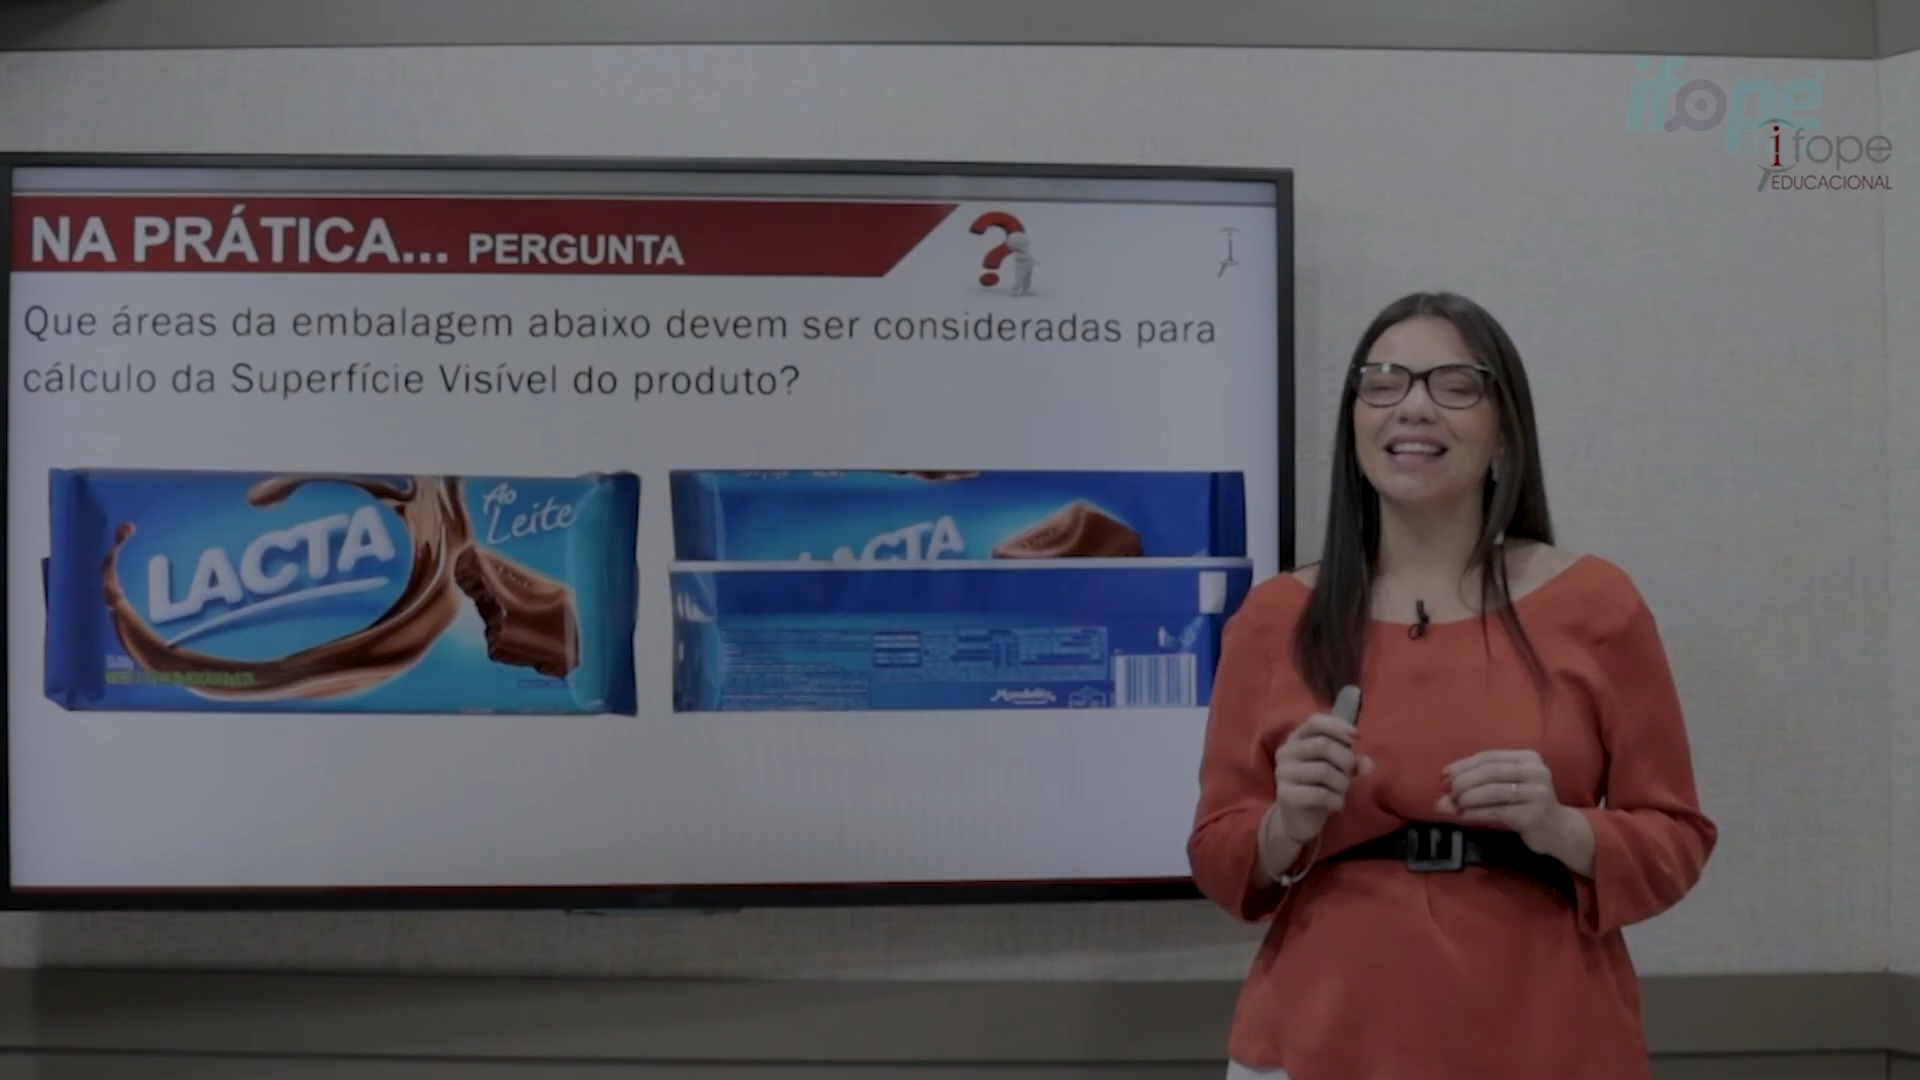 ifope
ifope
EDUCACIONAL
NA PRÁTICA... PERGUNTA
Que áreas da embalagem abaixo devem ser consideradas para
cálculo da Superfície Visível do produto?
Ao
Leite
LACTA
LACTA
Mondelēz